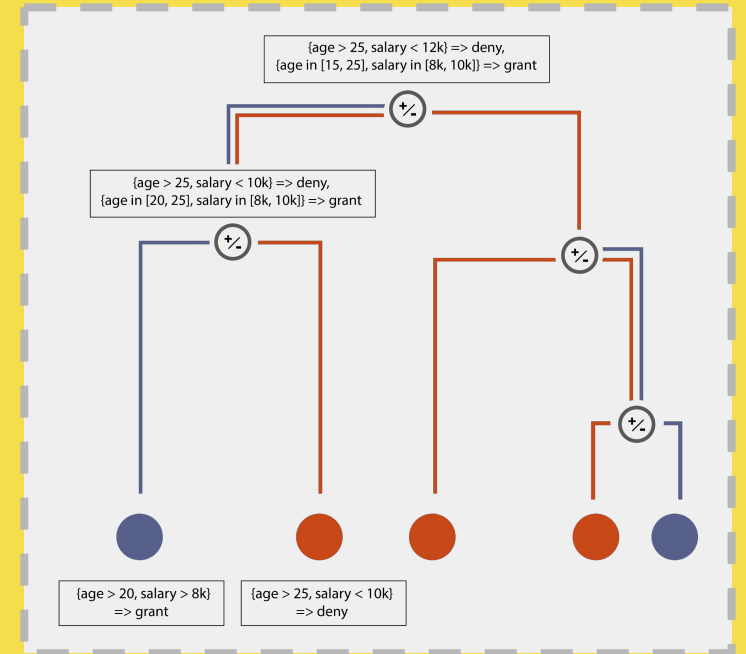 {age > 25, salary < 12k} => deny,
{age in [15, 25], salary in [8k, 10k]} => grant
+/-
{age > 25, salary < 10k} => deny,
{age in [20, 25], salary in [8k, 10k]} => grant
+/-
+/-
+/-
{age > 20, salary > 8k}
=> grant
{age > 25, salary < 10k}
=> deny